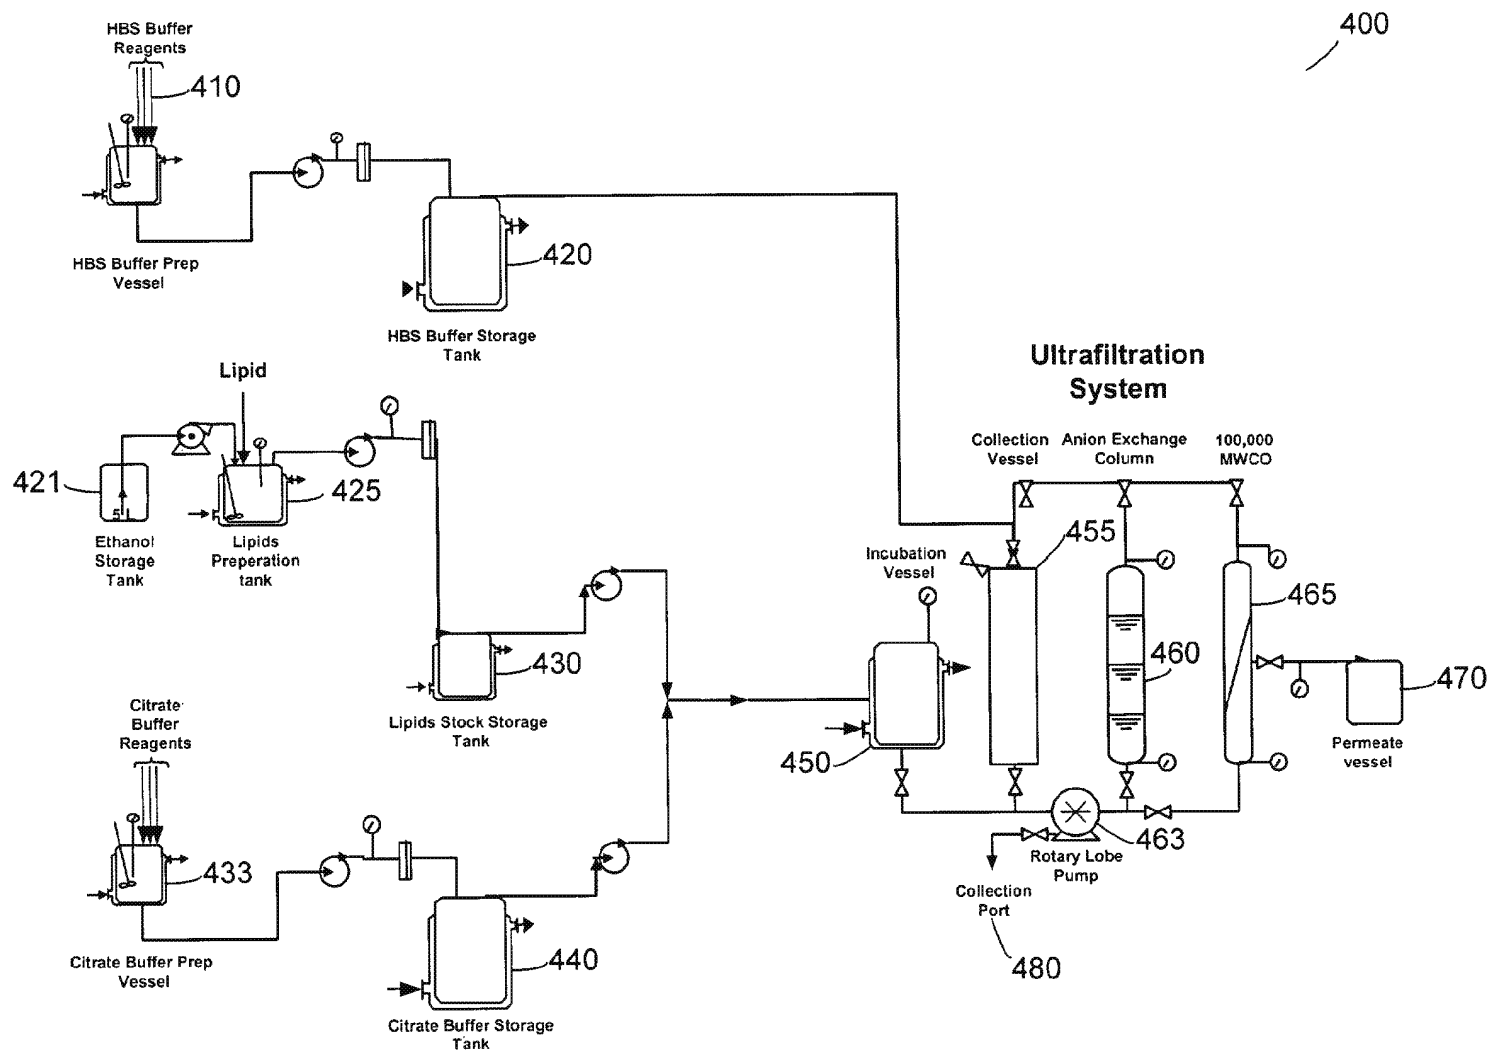 400
HBS Buffer
Reagents
410
HBS Buffer Prep
Vessel
420
HBS Buffer Storage
Tank
Lipid
421
5 L
425
Ethanol
Storage
Tank
Lipids
Preparation
tank
Ultrafiltration
System
Collection
Vessel
Anion Exchange
Column
100,000
MWCO
455
Incubation
Vessel
465
430
460
470
Lipids Stock Storage
Tank
450
Permeate
vessel
Citrate
Buffer
Reagents
433
463
Rotary Lobe
Pump
Collection
Port
480
Citrate Buffer Prep
Vessel
440
Citrate Buffer Storage
Tank